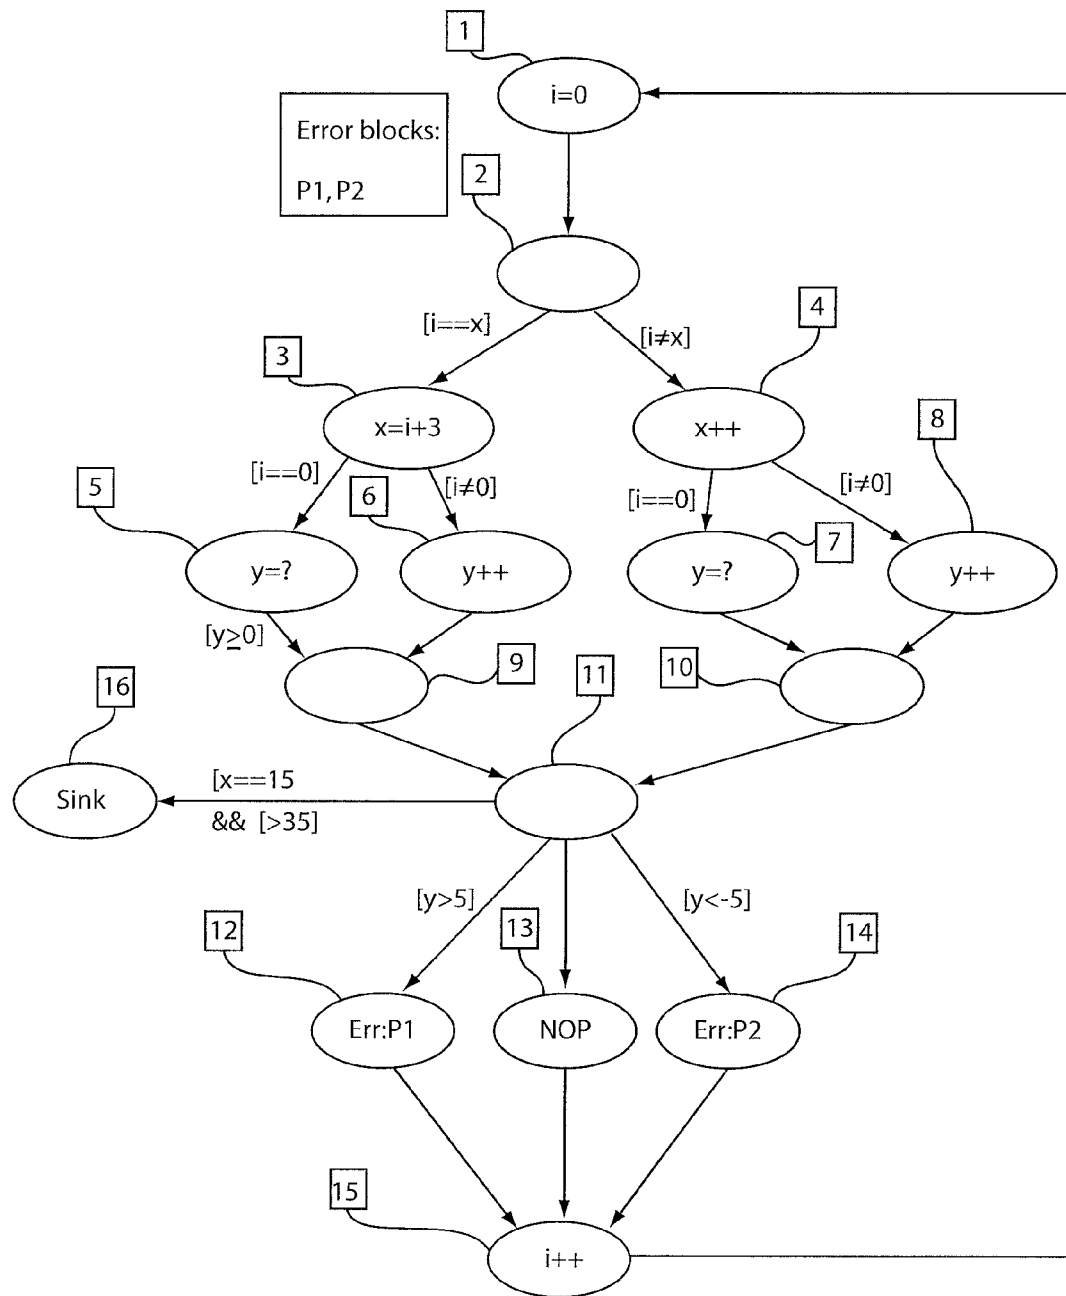 1
i=0
Error blocks:
P1, P2
2
[i==x]
[i≠x]
4
3
x=i+3
x++
8
[i==0]
[i≠0]
[i==0]
[i≠0]
5
6
7
y=?
y++
y=?
y++
[y≥0]
9
11
10
16
Sink
[x==15
&& [>35]
[y>5]
[y<-5]
12
13
14
Err:P1
NOP
Err:P2
15
i++